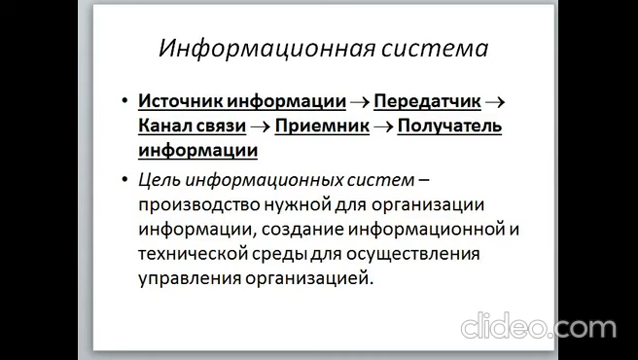 Информационная система
• Источник информации → Передатчик →
Канал связи → Приемник → Получатель
информации
• Цель информационных систем –
производство нужной для организации
информации, создание информационной и
технической среды для осуществления
управления организацией.
clideo.com